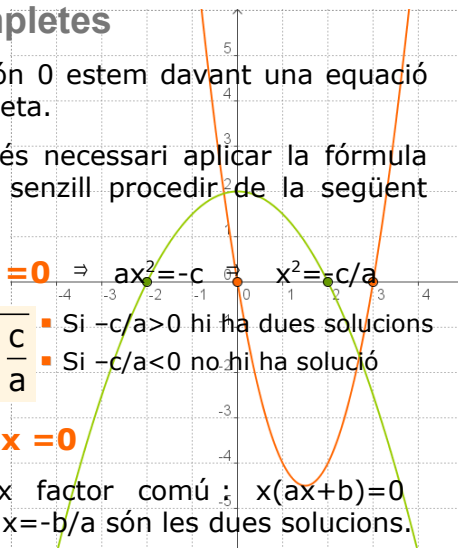 pletes
ón 0 estem davant una equació
eta.
és necessari aplicar la fórmula
senzill procedir de la següent
=0 ⇒ ax²=-c ⇒ x²=-c/a
c
a
▪ Si –c/a>0 hi ha dues solucions
▪ Si –c/a<0 no hi ha solució
x =0
x factor comú : x(ax+b)=0
x=-b/a són les dues solucions.
5
4
3
2
1
-4 -3 -2 -1 0 1 2 3 4
-1
-2
-3
-4
-5